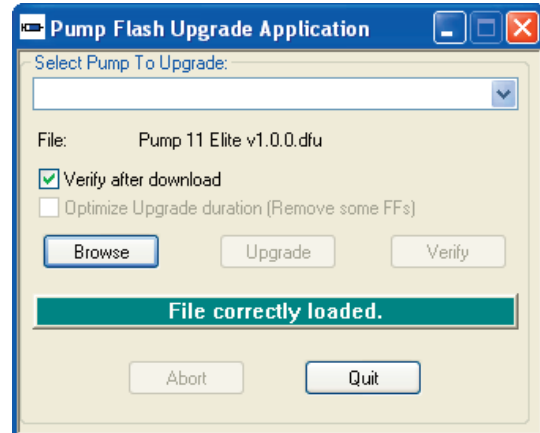 Pump Flash Upgrade Application
Select Pump To Upgrade:
File: Pump 11 Elite v1.0.0.dfu
Verify after download
Optimize Upgrade duration (Remove some FFs)
Browse Upgrade Verify
File correctly loaded.
Abort Quit